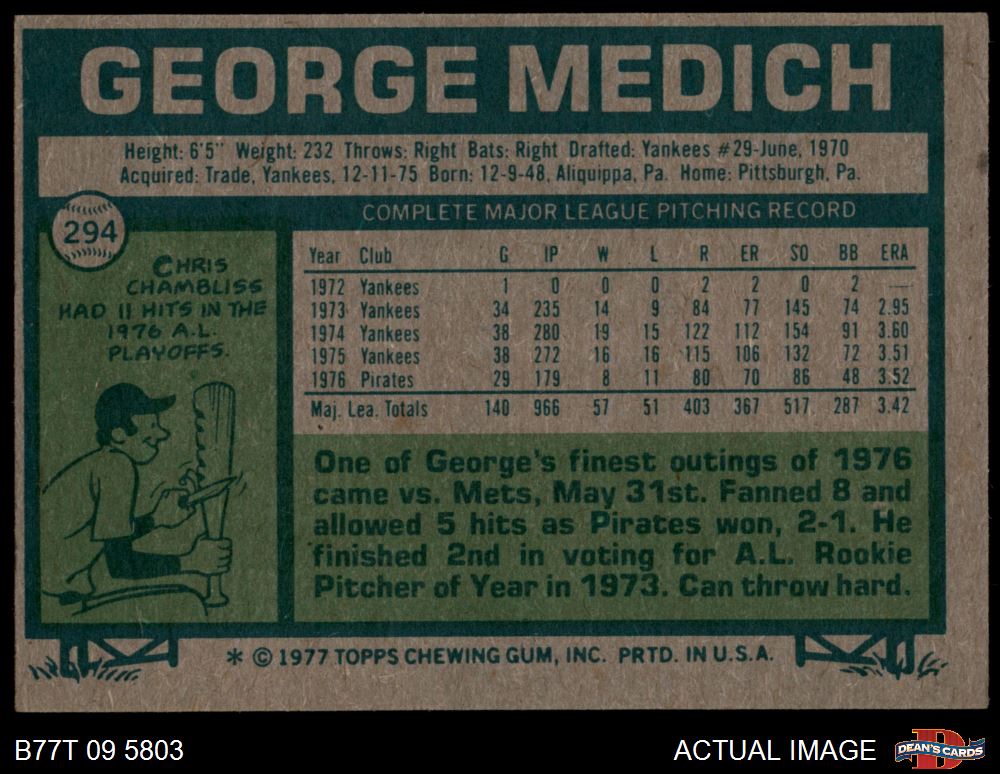 GEORGE MEDICH
Height: 6'5" Weight: 232 Throws: Right Bats: Right Drafted: Yankees #29-June, 1970
Acquired: Trade, Yankees, 12-11-75 Born: 12-9-48, Aliquippa, Pa. Home: Pittsburgh, Pa.
COMPLETE MAJOR LEAGUE PITCHING RECORD
294
CHRIS
CHAMBLISS
HAD 11 HITS IN THE
1976 A.L.
PLAYOFFS.
Year Club G IP W L R ER SO BB ERA
1972 Yankees 1 0 0 0 2 2 0 2 —
1973 Yankees 34 235 14 9 84 77 145 74 2.95
1974 Yankees 38 280 19 15 122 112 154 91 3.60
1975 Yankees 38 272 16 16 115 106 132 72 3.51
1976 Pirates 29 179 8 11 80 70 86 48 3.52
Maj. Lea. Totals 140 966 57 51 403 367 517 287 3.42
One of George's finest outings of 1976
came vs. Mets, May 31st. Fanned 8 and
allowed 5 hits as Pirates won, 2-1. He
finished 2nd in voting for A.L. Rookie
Pitcher of Year in 1973. Can throw hard.
* © 1977 TOPPS CHEWING GUM, INC. PRTD. IN U.S.A.
B77T 09 5803
ACTUAL IMAGE
D
DEAN'S CARDS